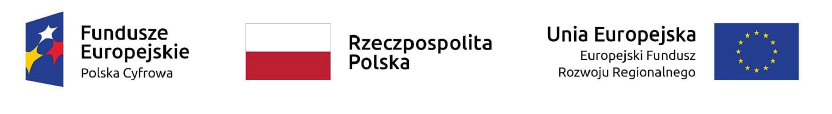 Fundusze
Europejskie
Polska Cyfrowa
Rzeczpospolita
Polska
Unia Europejska
Europejski Fundusz
Rozwoju Regionalnego